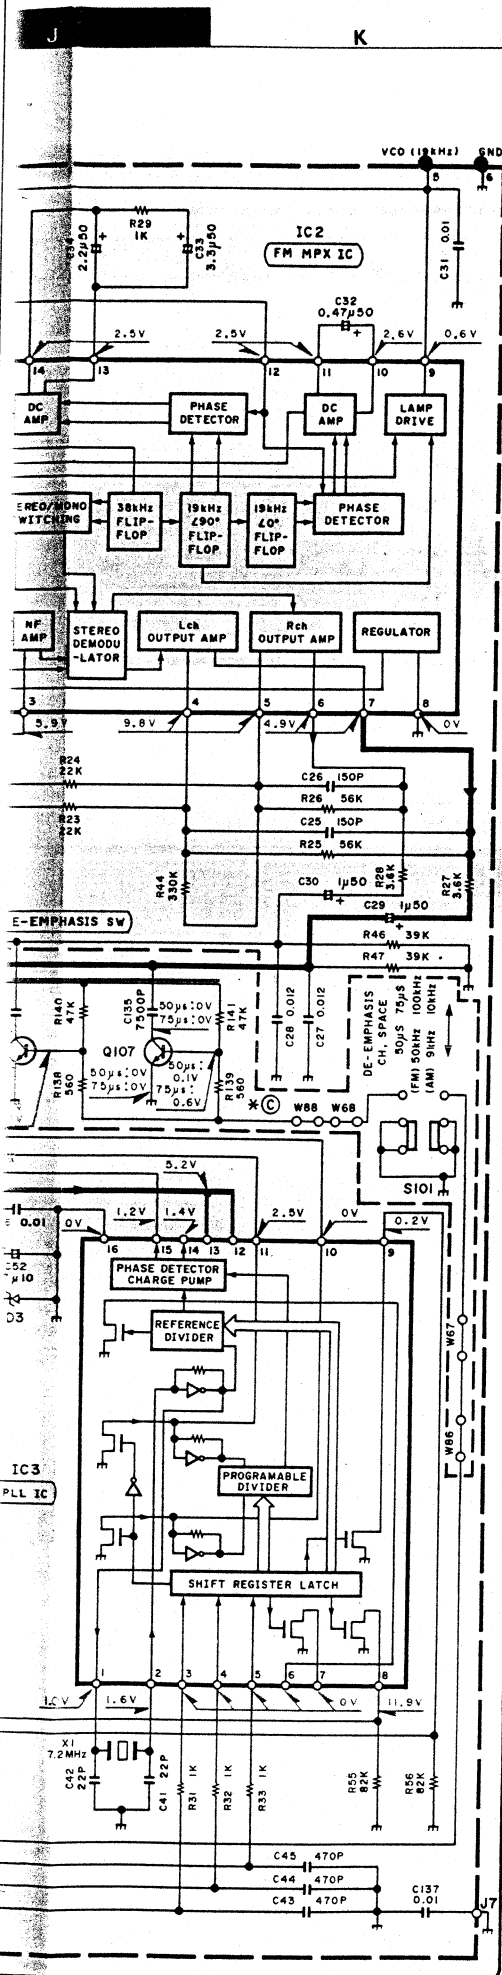 J
K
VCO (19kHz) GND
5
6
R29
1K
C34
2.2µ50
+
C33
3.3µ50
+
IC2
FM MPX IC
C31 0.01
C32
0.47µ50
+
2.5V
2.5V
2.6V
0.6V
14
13
12
11
10
9
DC
AMP
PHASE
DETECTOR
DC
AMP
LAMP
DRIVE
EREO/MONO
WITCHING
38kHz
FLIP-
FLOP
19kHz
∠90°
FLIP-
FLOP
19kHz
∠0°
FLIP-
FLOP
PHASE
DETECTOR
NF
AMP
STEREO
DEMODU
-LATOR
Lch
OUTPUT AMP
Rch
OUTPUT AMP
REGULATOR
3
4
5
6
7
8
5.9V
9.8V
4.9V
0V
R24
22K
R23
22K
C26 150P
R26 56K
C25 150P
R25 56K
R44
330K
R28
3.6K
R27
3.6K
C30 1µ50
+
C29 1µ50
+
E-EMPHASIS SW
R46 39K
R47 39K
R140
47K
C135
7500P
50µs:0V
75µs:0V
R141
47K
C28 0.012
C27 0.012
DE-EMPHASIS
CH. SPACE
50µS 75µS
(FM) 50kHz 100kHz
(AM) 9kHz 10kHz
Q107
R138
560
50µs:0V
75µs:0V
50µs:
0.1V
75µs:
0.6V
R139
560
* C
W88 W68
S101
5.2V
0.01
0V
1.2V
1.4V
2.5V
0V
0.2V
16
15
14
13
12
11
10
9
C52
µ10
D3
PHASE DETECTOR
CHARGE PUMP
REFERENCE
DIVIDER
W67
W86
IC3
PLL IC
PROGRAMABLE
DIVIDER
SHIFT REGISTER LATCH
1
2
3
4
5
6
7
8
1.0V
1.6V
0V
11.9V
X1
7.2MHz
C42
22P
22P
C41
R31 1K
R32 1K
R33 1K
R55
82K
R56
82K
C45 470P
C44 470P
C43 470P
C137
0.01
J7